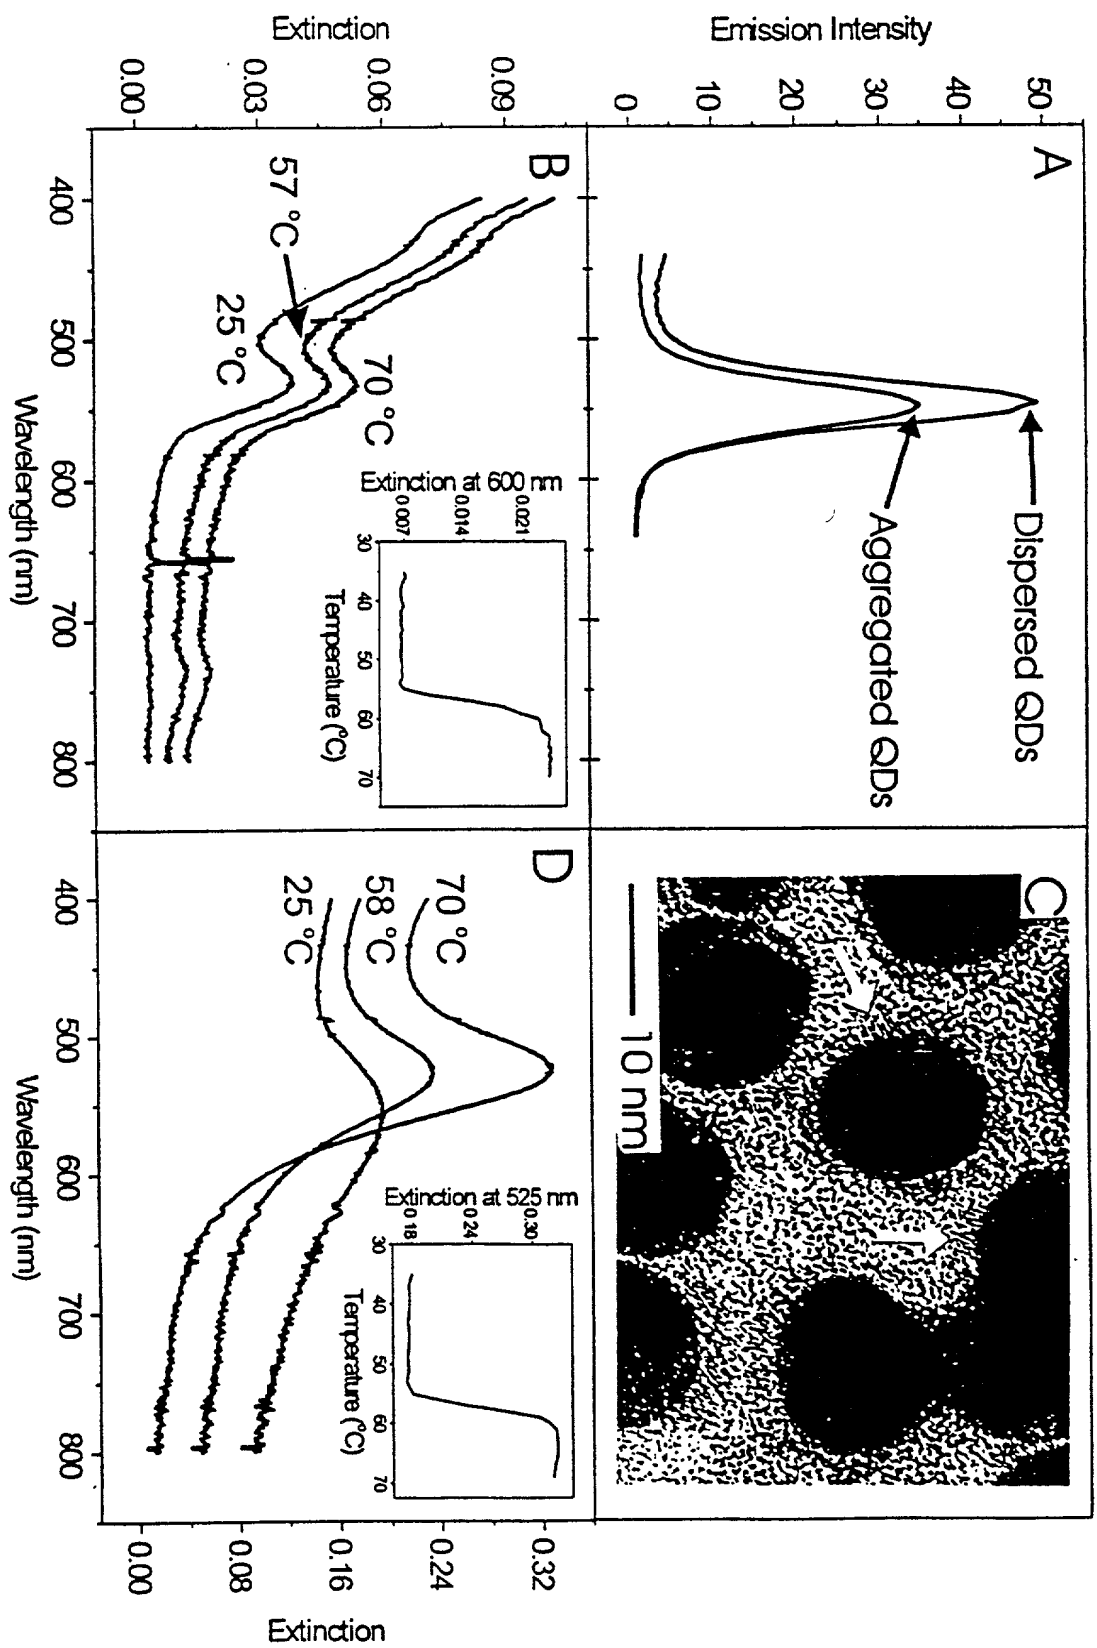 A
Emission Intensity
0
10
20
30
40
50
Dispersed QDs
Aggregated QDs
B
Extinction
0.00
0.03
0.06
0.09
57 °C
25 °C
70 °C
400
500
600
700
800
Wavelength (nm)
Extinction at 600 nm
0.007
0.014
0.021
30
40
50
60
70
Temperature (°C)
C
10 nm
D
70 °C
58 °C
25 °C
400
500
600
700
800
Wavelength (nm)
Extinction at 525 nm
0.18
0.24
0.30
30
40
50
60
70
Temperature (°C)
0.00
0.08
0.16
0.24
0.32
Extinction